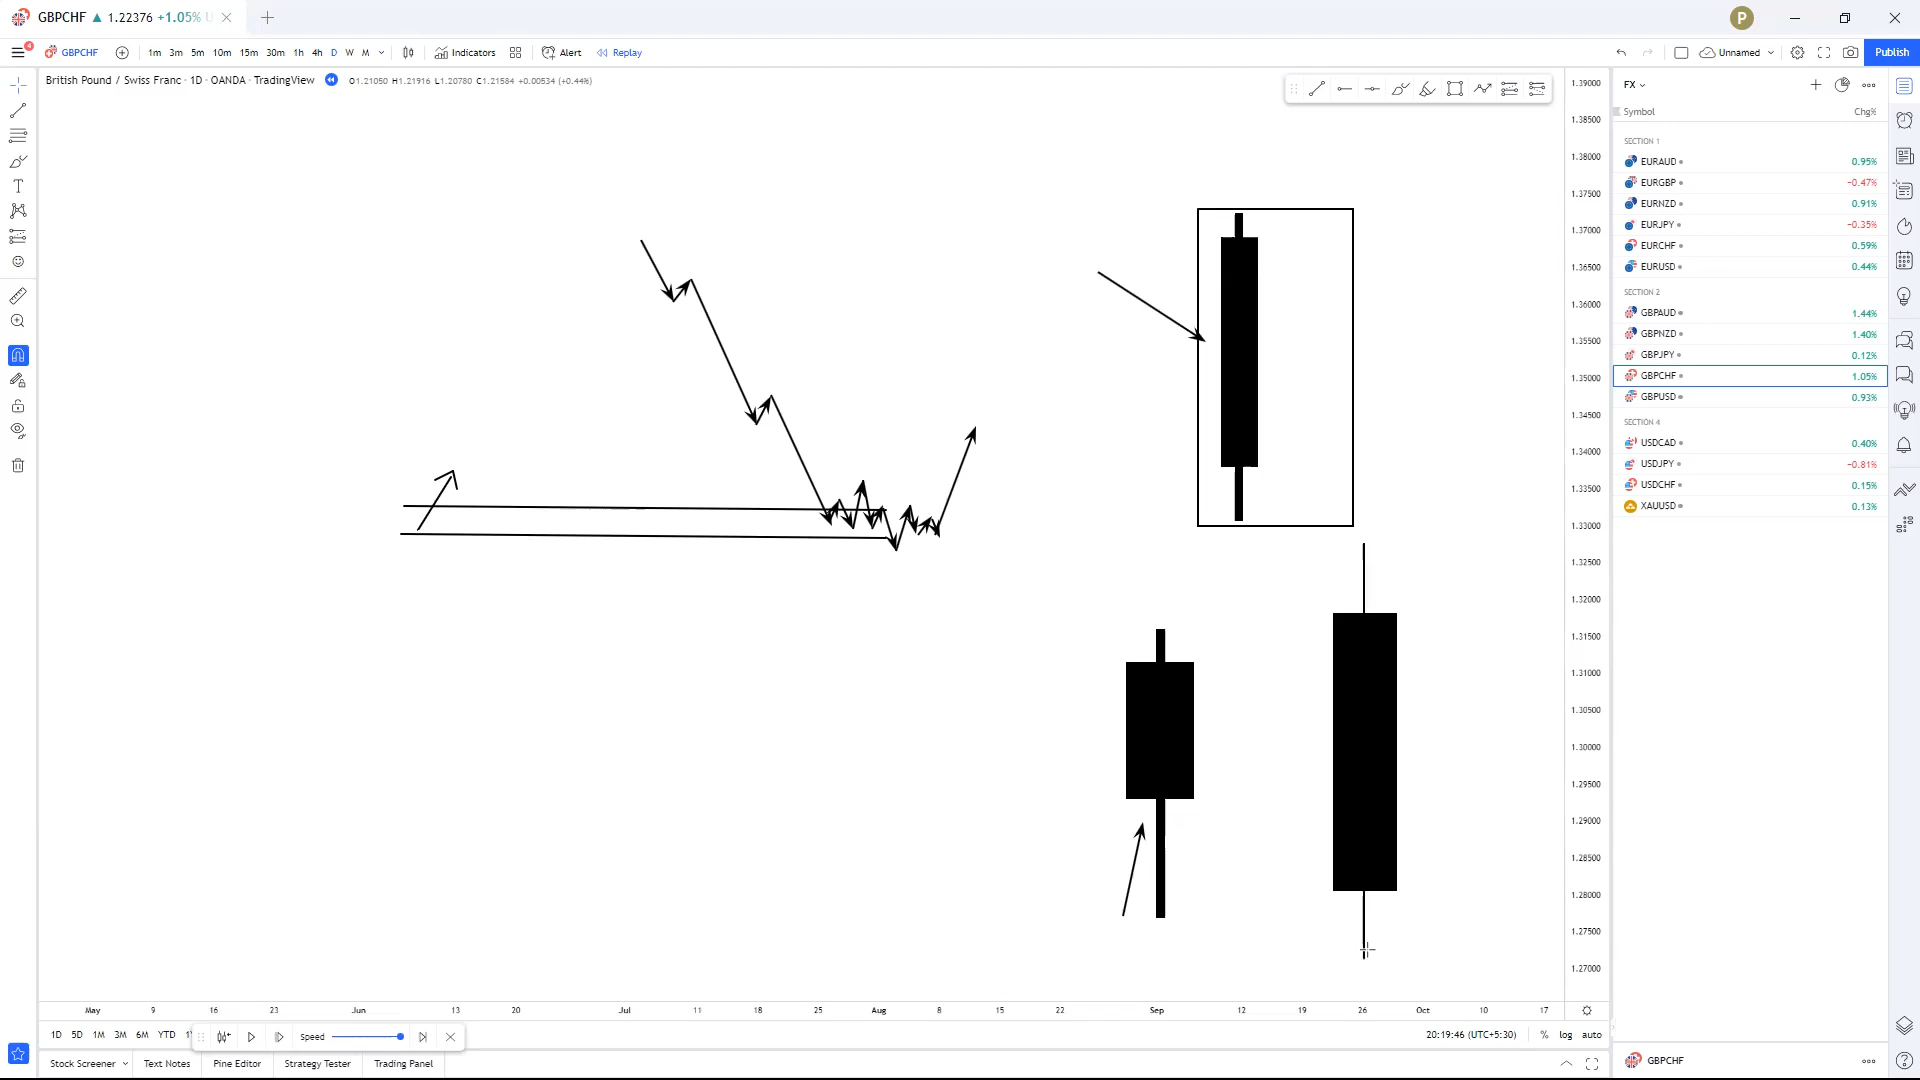 GBPCHF ▲ 1.22376 +1.05% U
P
4
GBPCHF 1m 3m 5m 10m 15m 30m 1h 4h D W M Indicators Alert Replay Unnamed Publish
British Pound / Swiss Franc · 1D · OANDA · TradingView O1.21050 H1.21916 L1.20780 C1.21584 +0.00534 (+0.44%)
1.39000
1.38500
1.38000
1.37500
1.37000
1.36500
1.36000
1.35500
1.35000
1.34500
1.34000
1.33500
1.33000
1.32500
1.32000
1.31500
1.31000
1.30500
1.30000
1.29500
1.29000
1.28500
1.28000
1.27500
1.27000
FX
Symbol Chg%
SECTION 1
EURAUD 0.95%
EURGBP −0.47%
EURNZD 0.91%
EURJPY −0.35%
EURCHF 0.59%
EURUSD 0.44%
SECTION 2
GBPAUD 1.44%
GBPNZD 1.40%
GBPJPY 0.12%
GBPCHF 1.05%
GBPUSD 0.93%
SECTION 4
USDCAD 0.40%
USDJPY −0.81%
USDCHF 0.15%
XAUUSD 0.13%
May 9 16 23 Jun 13 20 Jul 11 18 25 Aug 8 15 22 Sep 12 19 26 Oct 10 17
1D 5D 1M 3M 6M YTD 1 Speed 20:19:46 (UTC+5:30) % log auto
Stock Screener Text Notes Pine Editor Strategy Tester Trading Panel
GBPCHF